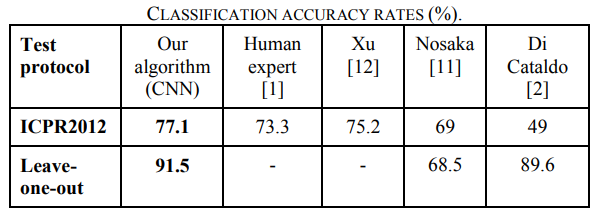 CLASSIFICATION ACCURACY RATES (%).
Test protocol | Our algorithm (CNN) | Human expert [1] | Xu [12] | Nosaka [11] | Di Cataldo [2]
ICPR2012 | 77.1 | 73.3 | 75.2 | 69 | 49
Leave-one-out | 91.5 | - | - | 68.5 | 89.6